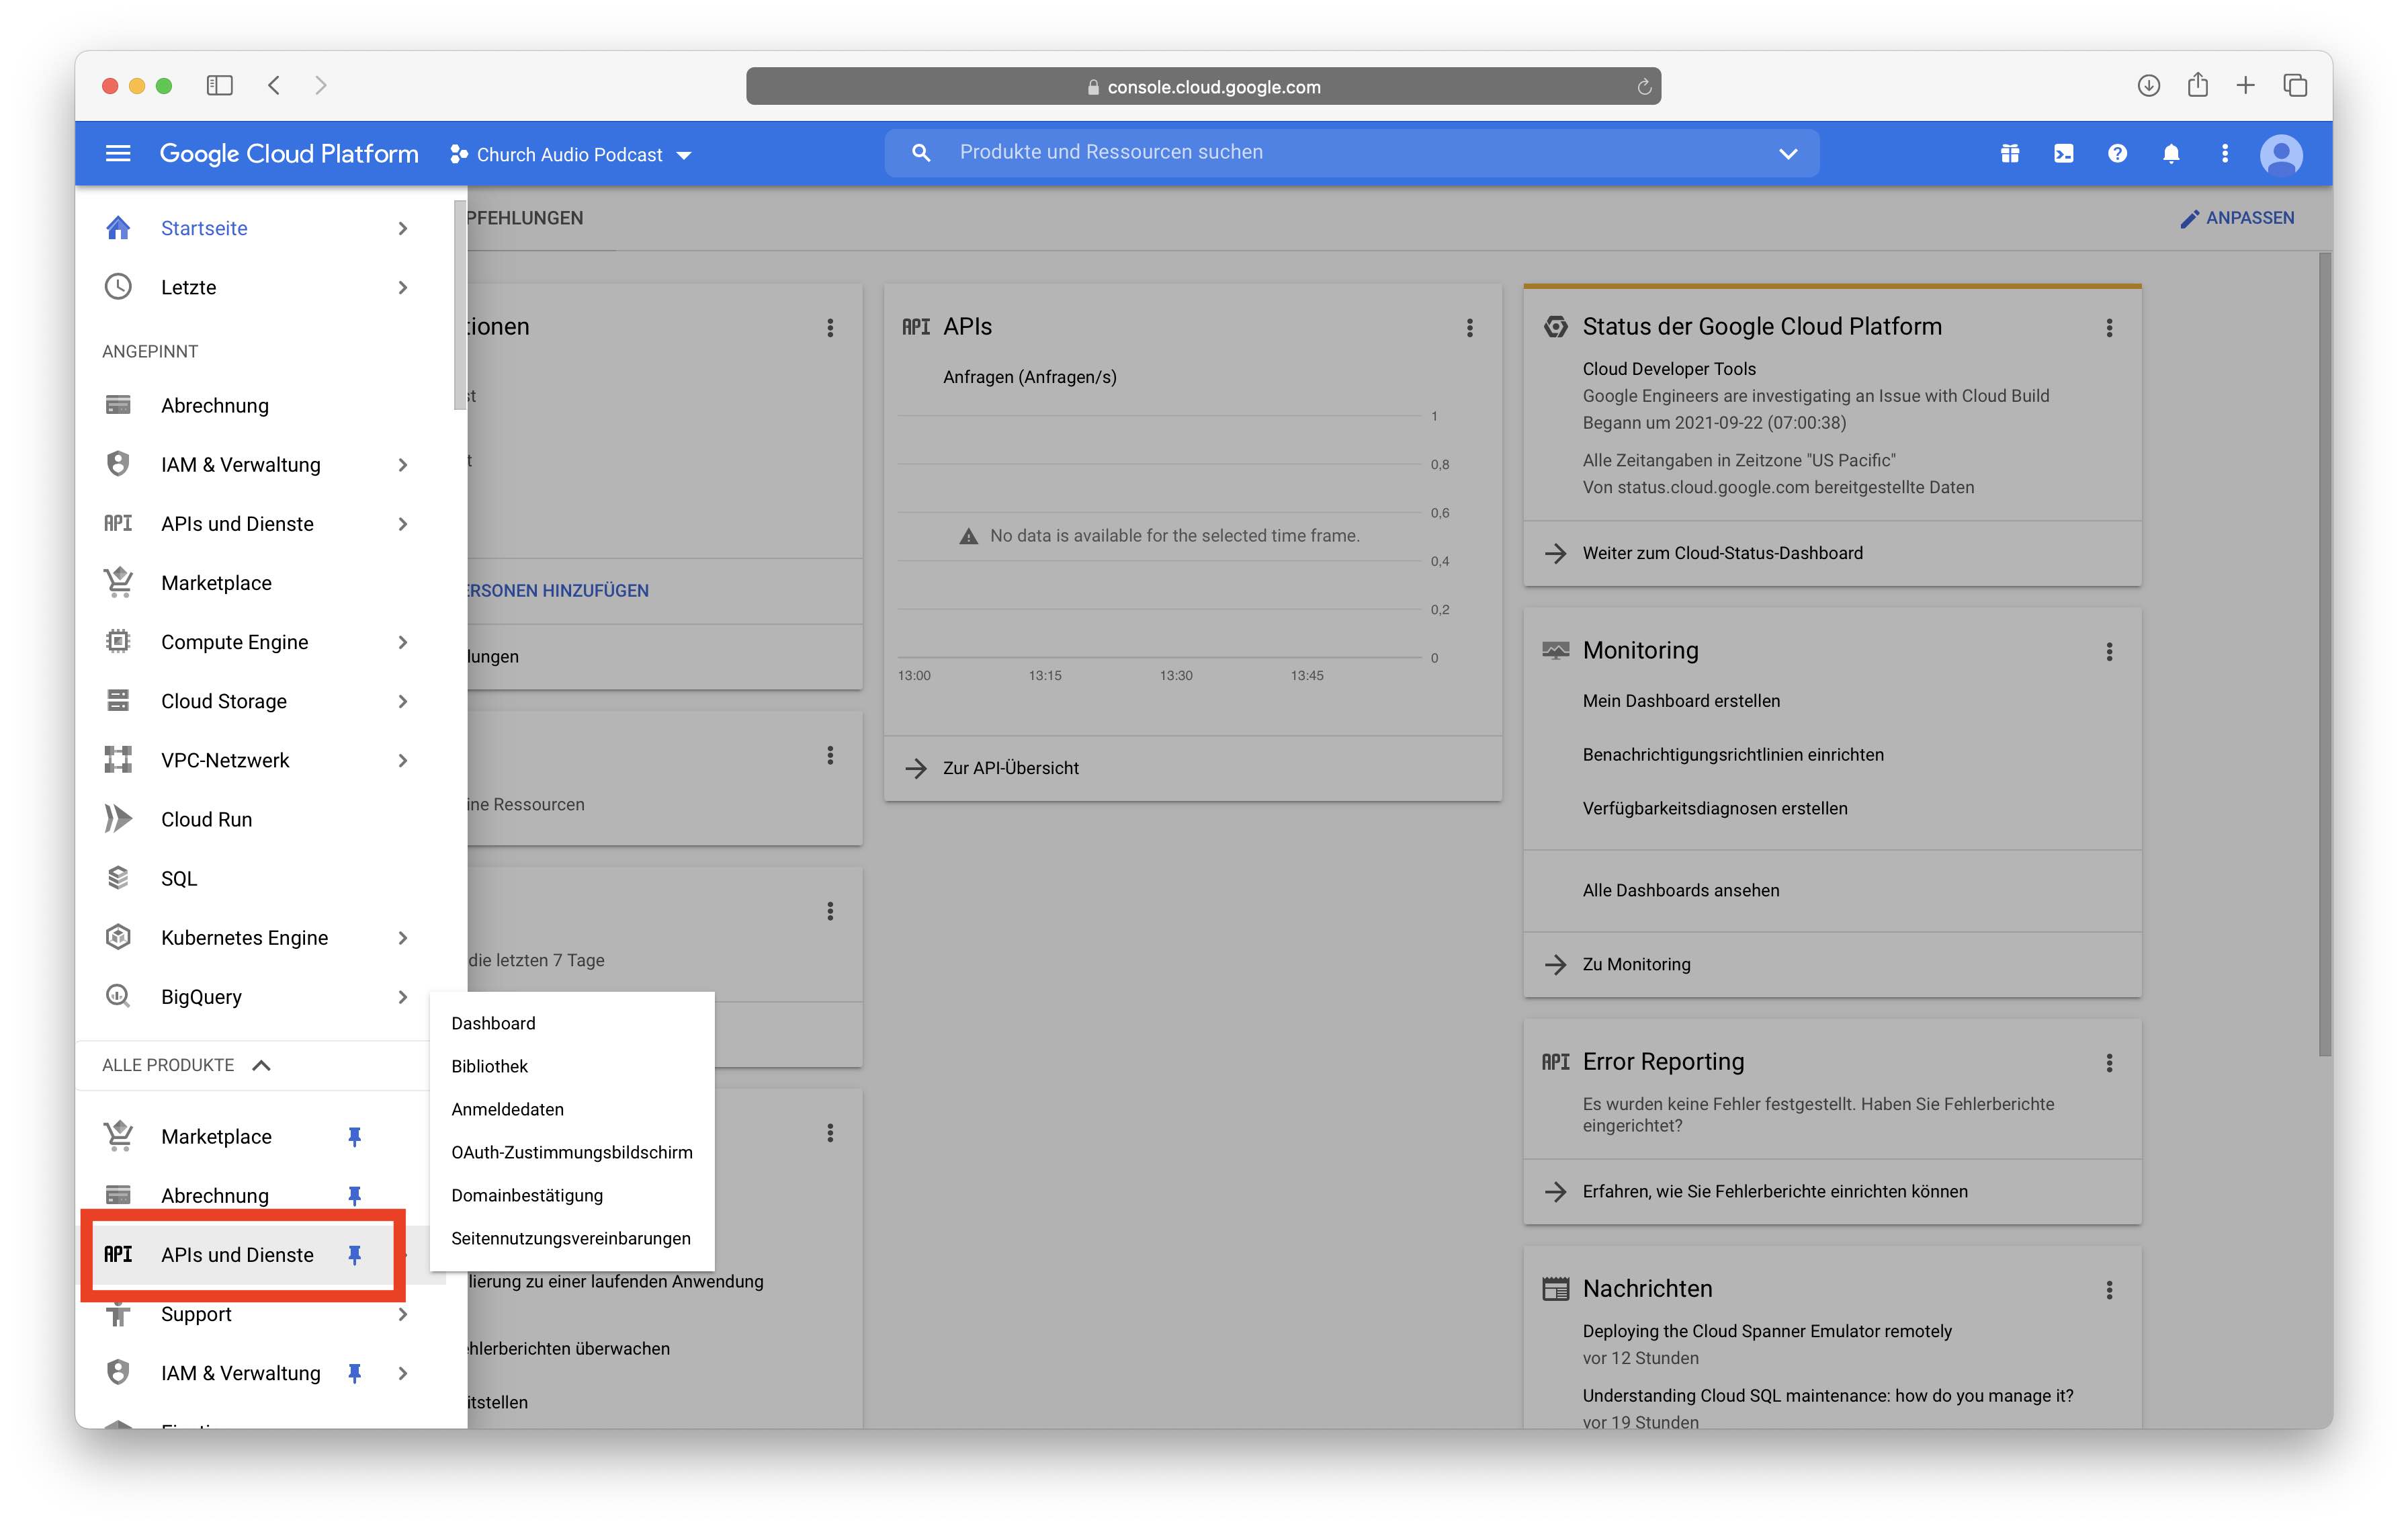 console.cloud.google.com
Google Cloud Platform
Church Audio Podcast
Produkte und Ressourcen suchen
Startseite
Letzte
ANGEPINNT
Abrechnung
IAM & Verwaltung
API
APIs und Dienste
Marketplace
Compute Engine
Cloud Storage
VPC-Netzwerk
Cloud Run
SQL
Kubernetes Engine
BigQuery
ALLE PRODUKTE
Marketplace
Abrechnung
API
APIs und Dienste
Support
IAM & Verwaltung
Dashboard
Bibliothek
Anmeldedaten
OAuth-Zustimmungsbildschirm
Domainbestätigung
Seitennutzungsvereinbarungen
PFEHLUNGEN
ANPASSEN
tionen
st
t
ERSONEN HINZUFÜGEN
lungen
ine Ressourcen
die letzten 7 Tage
lierung zu einer laufenden Anwendung
ehlerberichten überwachen
itstellen
API
APIs
Anfragen (Anfragen/s)
1
0,8
0,6
No data is available for the selected time frame.
0,4
0,2
0
13:00
13:15
13:30
13:45
Zur API-Übersicht
Status der Google Cloud Platform
Cloud Developer Tools
Google Engineers are investigating an Issue with Cloud Build
Begann um 2021-09-22 (07:00:38)
Alle Zeitangaben in Zeitzone "US Pacific"
Von status.cloud.google.com bereitgestellte Daten
Weiter zum Cloud-Status-Dashboard
Monitoring
Mein Dashboard erstellen
Benachrichtigungsrichtlinien einrichten
Verfügbarkeitsdiagnosen erstellen
Alle Dashboards ansehen
Zu Monitoring
API
Error Reporting
Es wurden keine Fehler festgestellt. Haben Sie Fehlerberichte
eingerichtet?
Erfahren, wie Sie Fehlerberichte einrichten können
Nachrichten
Deploying the Cloud Spanner Emulator remotely
vor 12 Stunden
Understanding Cloud SQL maintenance: how do you manage it?
vor 19 Stunden